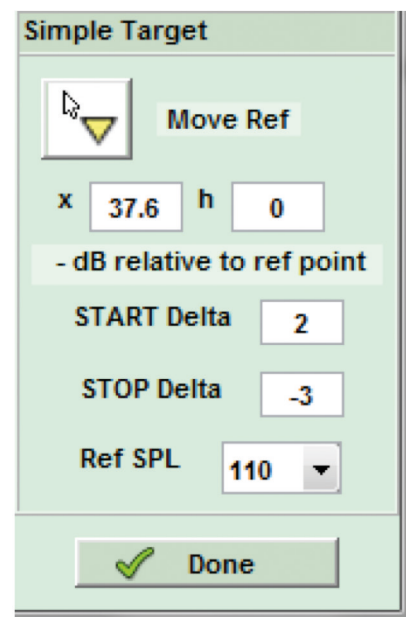 Simple Target
Move Ref
x 37.6 h 0
- dB relative to ref point
START Delta 2
STOP Delta -3
Ref SPL 110
Done